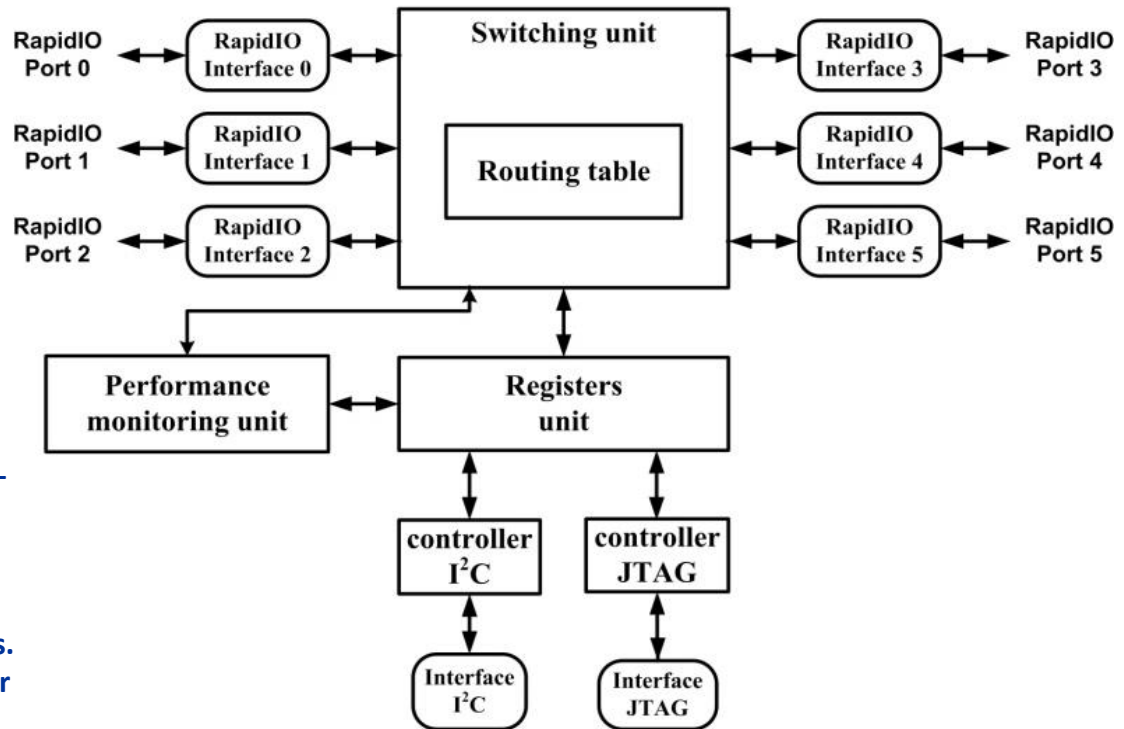 RapidIO
Port 0
RapidIO
Interface 0
Switching unit
RapidIO
Interface 3
RapidIO
Port 3
RapidIO
Port 1
RapidIO
Interface 1
Routing table
RapidIO
Interface 4
RapidIO
Port 4
RapidIO
Port 2
RapidIO
Interface 2
RapidIO
Interface 5
RapidIO
Port 5
Performance
monitoring unit
Registers
unit
-
controller
I²C
controller
JTAG
s.
r
Interface
I²C
Interface
JTAG